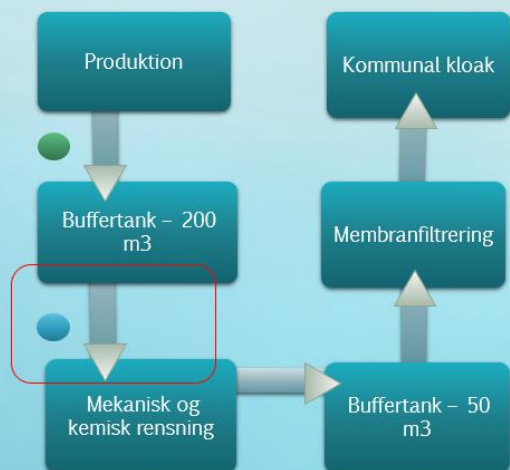 Produktion
Buffertank – 200
m3
Mekanisk og
kemisk rensning
Buffertank – 50
m3
Membranfiltrering
Kommunal kloak